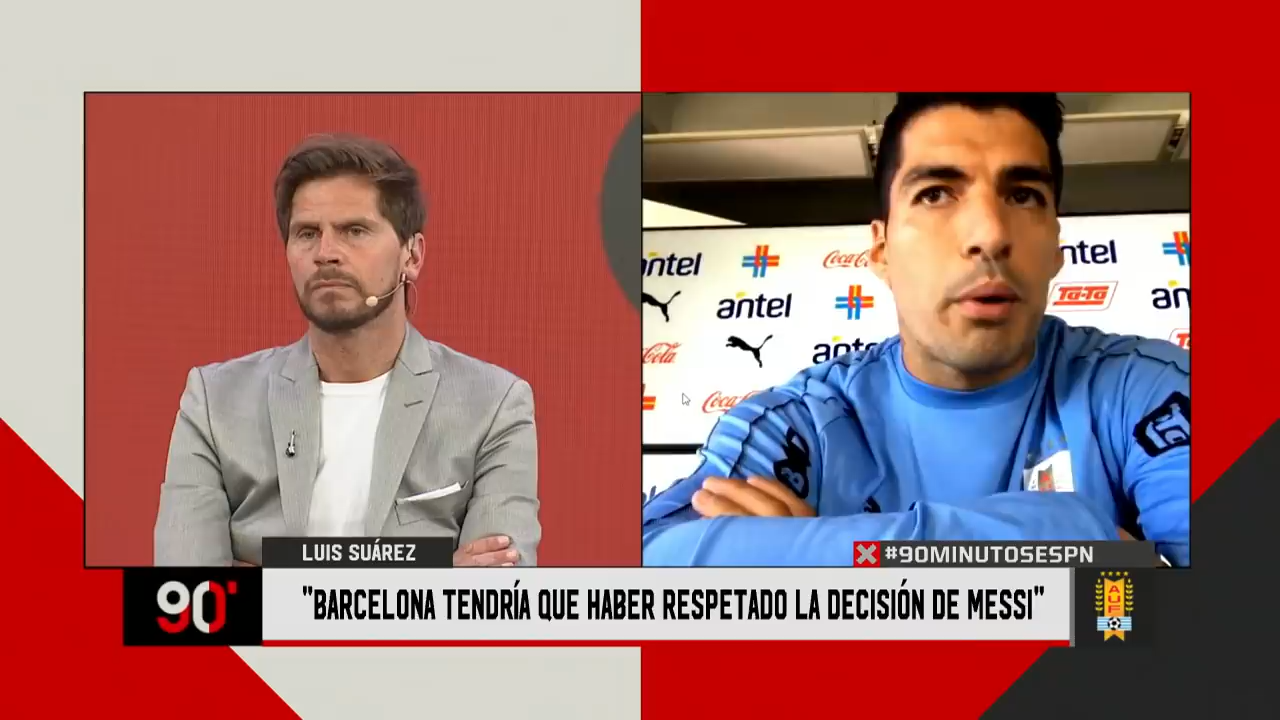 antel
Coca-Cola
antel
Ta-Ta
antel
antel
Coca-Cola
Coca-Cola
LUIS SUÁREZ
#90MINUTOSESPN
90'
"BARCELONA TENDRÍA QUE HABER RESPETADO LA DECISIÓN DE MESSI"
AUF